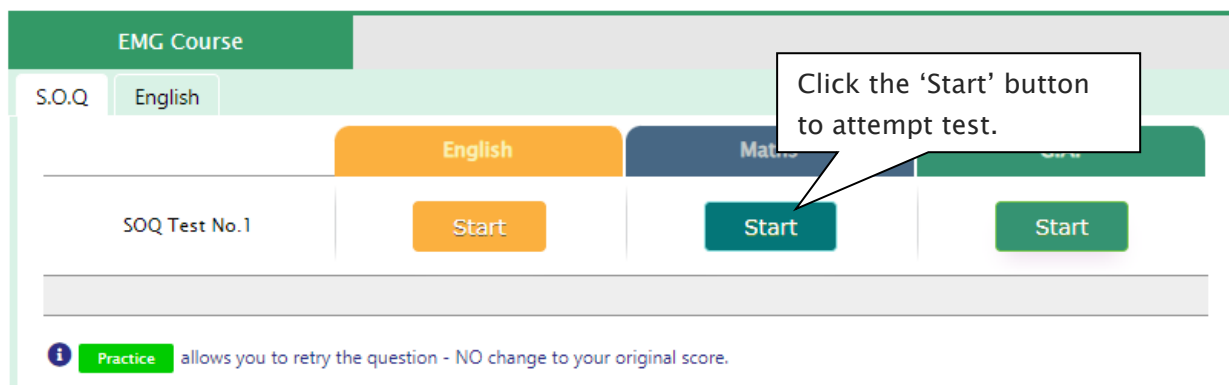 EMG Course
Click the ‘Start’ button
to attempt test.
S.O.Q English
English Maths G.A.
SOQ Test No.1 Start Start Start
Practice allows you to retry the question - NO change to your original score.